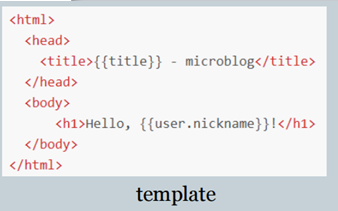 <html>
<head>
<title>{{title}} - microblog</title>
</head>
<body>
<h1>Hello, {{user.nickname}}!</h1>
</body>
</html>
template